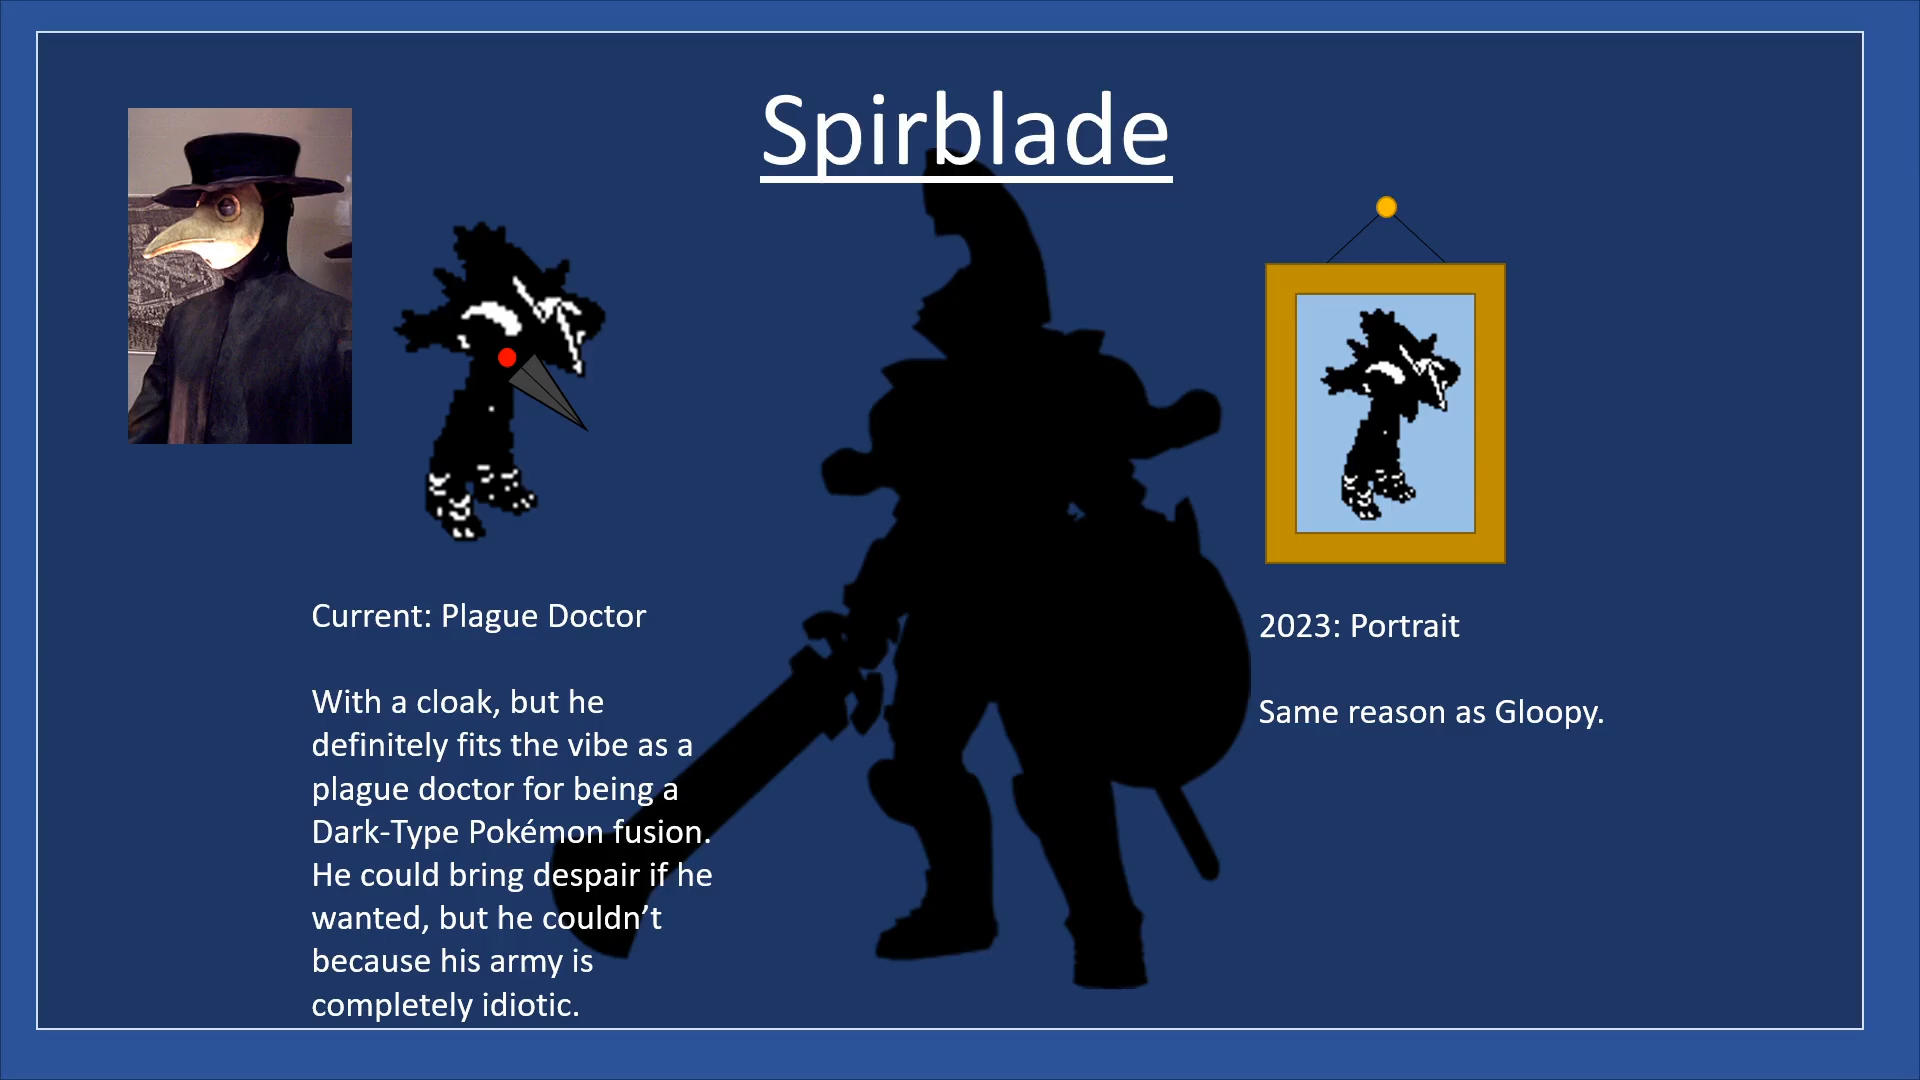 Spirblade
Current: Plague Doctor
With a cloak, but he
definitely fits the vibe as a
plague doctor for being a
Dark-Type Pokémon fusion.
He could bring despair if he
wanted, but he couldn’t
because his army is
completely idiotic.
2023: Portrait
Same reason as Gloopy.